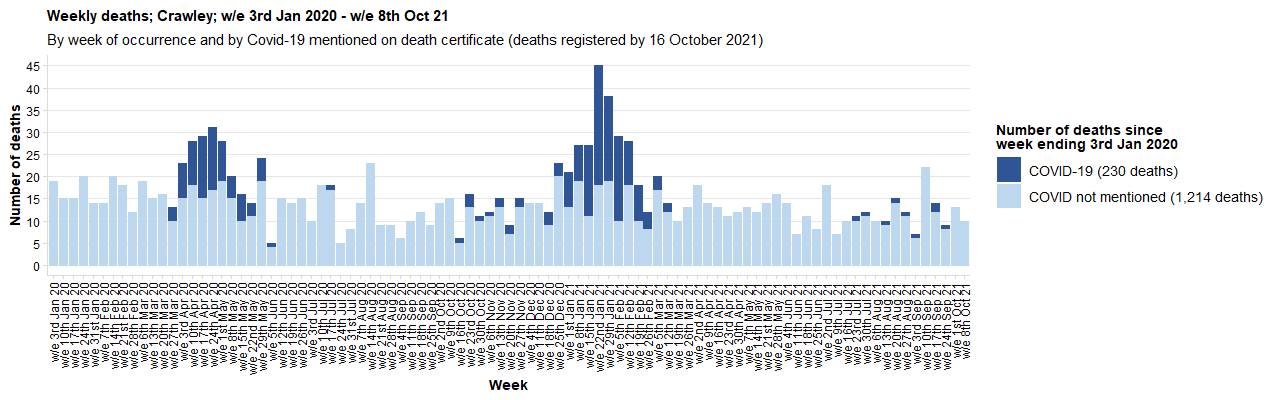 Weekly deaths; Crawley; w/e 3rd Jan 2020 - w/e 8th Oct 21
By week of occurrence and by Covid-19 mentioned on death certificate (deaths registered by 16 October 2021)
Number of deaths
45
40
35
30
25
20
15
10
5
0
w/e 3rd Jan 20
w/e 10th Jan 20
w/e 17th Jan 20
w/e 24th Jan 20
w/e 31st Jan 20
w/e 7th Feb 20
w/e 14th Feb 20
w/e 21st Feb 20
w/e 28th Feb 20
w/e 6th Mar 20
w/e 13th Mar 20
w/e 20th Mar 20
w/e 27th Mar 20
w/e 3rd Apr 20
w/e 10th Apr 20
w/e 17th Apr 20
w/e 24th Apr 20
w/e 1st May 20
w/e 8th May 20
w/e 15th May 20
w/e 22nd May 20
w/e 29th May 20
w/e 5th Jun 20
w/e 12th Jun 20
w/e 19th Jun 20
w/e 26th Jun 20
w/e 3rd Jul 20
w/e 10th Jul 20
w/e 17th Jul 20
w/e 24th Jul 20
w/e 31st Jul 20
w/e 7th Aug 20
w/e 14th Aug 20
w/e 21st Aug 20
w/e 28th Aug 20
w/e 4th Sep 20
w/e 11th Sep 20
w/e 18th Sep 20
w/e 25th Sep 20
w/e 2nd Oct 20
w/e 9th Oct 20
w/e 16th Oct 20
w/e 23rd Oct 20
w/e 30th Oct 20
w/e 6th Nov 20
w/e 13th Nov 20
w/e 20th Nov 20
w/e 27th Nov 20
w/e 4th Dec 20
w/e 11th Dec 20
w/e 18th Dec 20
w/e 25th Dec 20
w/e 1st Jan 21
w/e 8th Jan 21
w/e 15th Jan 21
w/e 22nd Jan 21
w/e 29th Jan 21
w/e 5th Feb 21
w/e 12th Feb 21
w/e 19th Feb 21
w/e 26th Feb 21
w/e 5th Mar 21
w/e 12th Mar 21
w/e 19th Mar 21
w/e 26th Mar 21
w/e 2nd Apr 21
w/e 9th Apr 21
w/e 16th Apr 21
w/e 23rd Apr 21
w/e 30th Apr 21
w/e 7th May 21
w/e 14th May 21
w/e 21st May 21
w/e 28th May 21
w/e 4th Jun 21
w/e 11th Jun 21
w/e 18th Jun 21
w/e 25th Jun 21
w/e 2nd Jul 21
w/e 9th Jul 21
w/e 16th Jul 21
w/e 23rd Jul 21
w/e 30th Jul 21
w/e 6th Aug 21
w/e 13th Aug 21
w/e 20th Aug 21
w/e 27th Aug 21
w/e 3rd Sep 21
w/e 10th Sep 21
w/e 17th Sep 21
w/e 24th Sep 21
w/e 1st Oct 21
w/e 8th Oct 21
Week
Number of deaths since
week ending 3rd Jan 2020
COVID-19 (230 deaths)
COVID not mentioned (1,214 deaths)